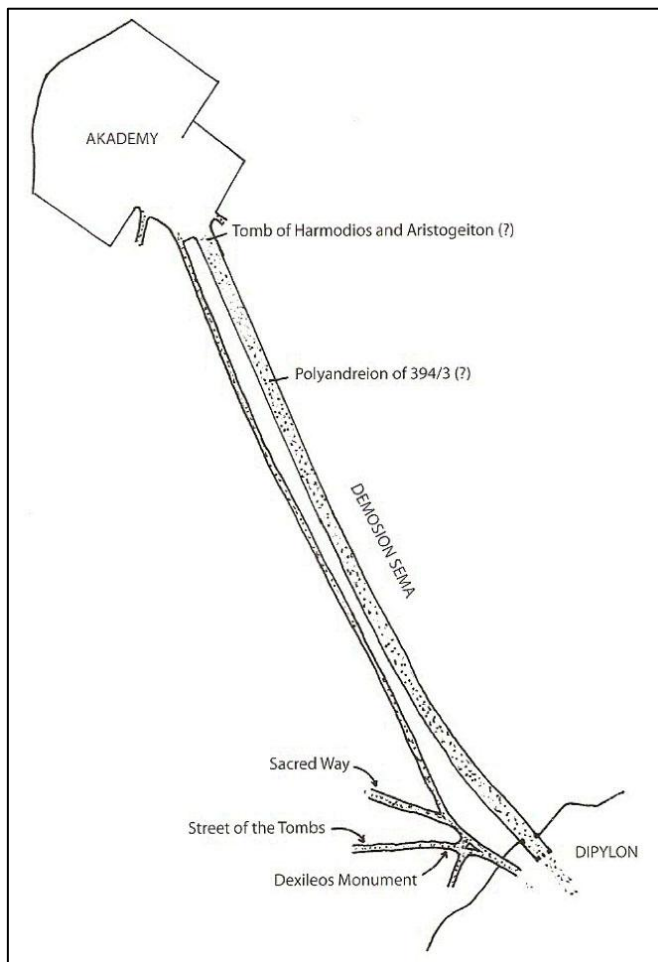 AKADEMY
Tomb of Harmodios and Aristogeiton (?)
Polyandreion of 394/3 (?)
DEMOSION SEMA
Sacred Way
Street of the Tombs
DIPYLON
Dexileos Monument